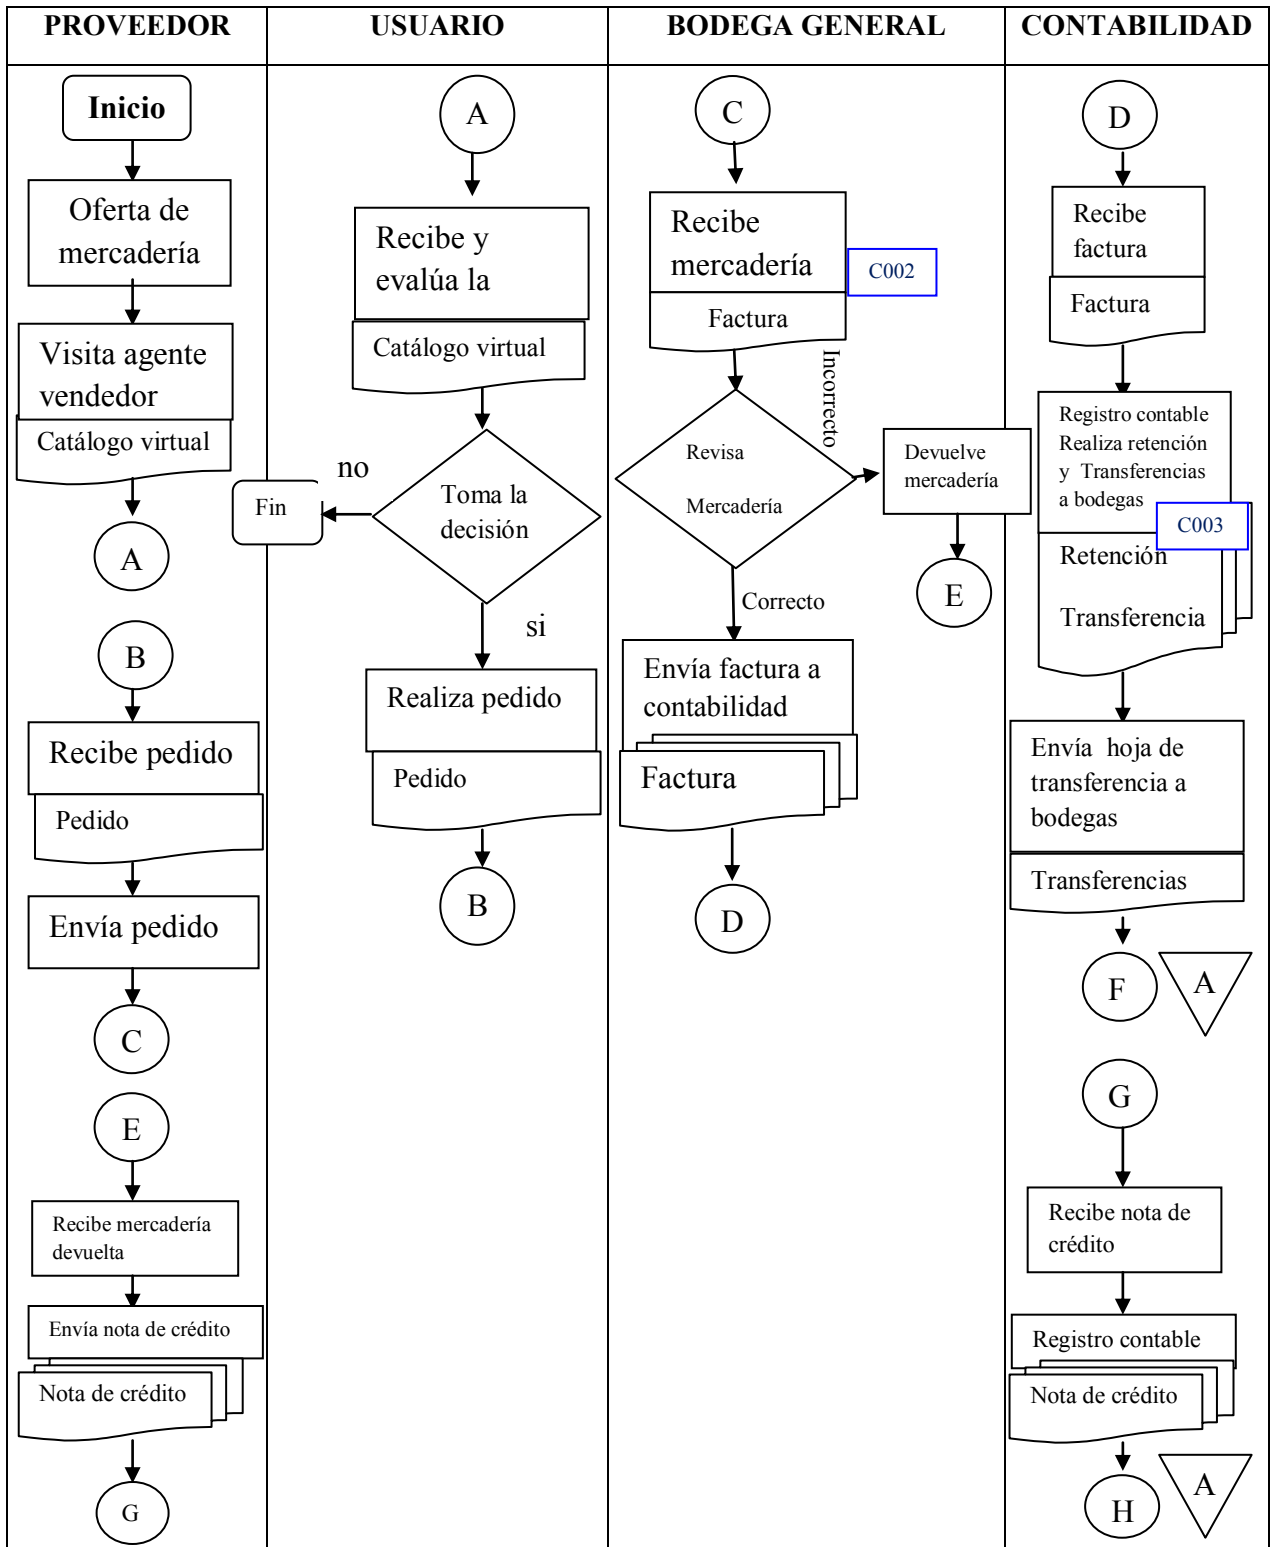 PROVEEDOR
USUARIO
BODEGA GENERAL
CONTABILIDAD
Inicio
Oferta de
mercadería
Visita agente
vendedor
Catálogo virtual
A
B
Recibe pedido
Pedido
Envía pedido
C
E
Recibe mercadería
devuelta
Envía nota de crédito
Nota de crédito
G
A
Recibe y
evalúa la
Catálogo virtual
Toma la
decisión
no
Fin
si
Realiza pedido
Pedido
B
C
Recibe
mercadería
C002
Factura
Incorrecto
Revisa
Mercadería
Devuelve
mercadería
E
Correcto
Envía factura a
contabilidad
Factura
D
D
Recibe
factura
Factura
Registro contable
Realiza retención
y Transferencias
a bodegas
C003
Retención
Transferencia
Envía hoja de
transferencia a
bodegas
Transferencias
F
A
G
Recibe nota de
crédito
Registro contable
Nota de crédito
H
A